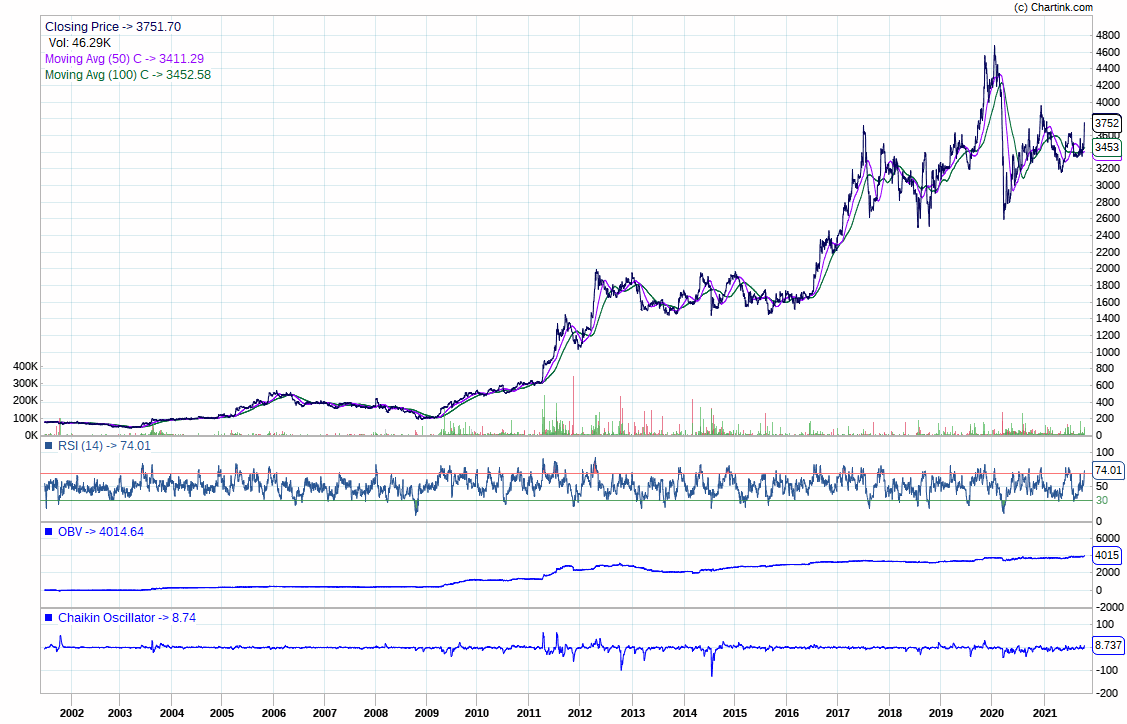 (c) Chartink.com
Closing Price -> 3751.70
Vol: 46.29K
Moving Avg (50) C -> 3411.29
Moving Avg (100) C -> 3452.58
4800
4600
4400
4200
4000
3752
3453
3200
3000
2800
2600
2400
2200
2000
1800
1600
1400
1200
1000
800
600
400
200
0
400K
300K
200K
100K
0K
RSI (14) -> 74.01
100
74.01
50
30
0
OBV -> 4014.64
6000
4015
2000
0
-2000
Chaikin Oscillator -> 8.74
100
8.737
-100
-200
2002 2003 2004 2005 2006 2007 2008 2009 2010 2011 2012 2013 2014 2015 2016 2017 2018 2019 2020 2021